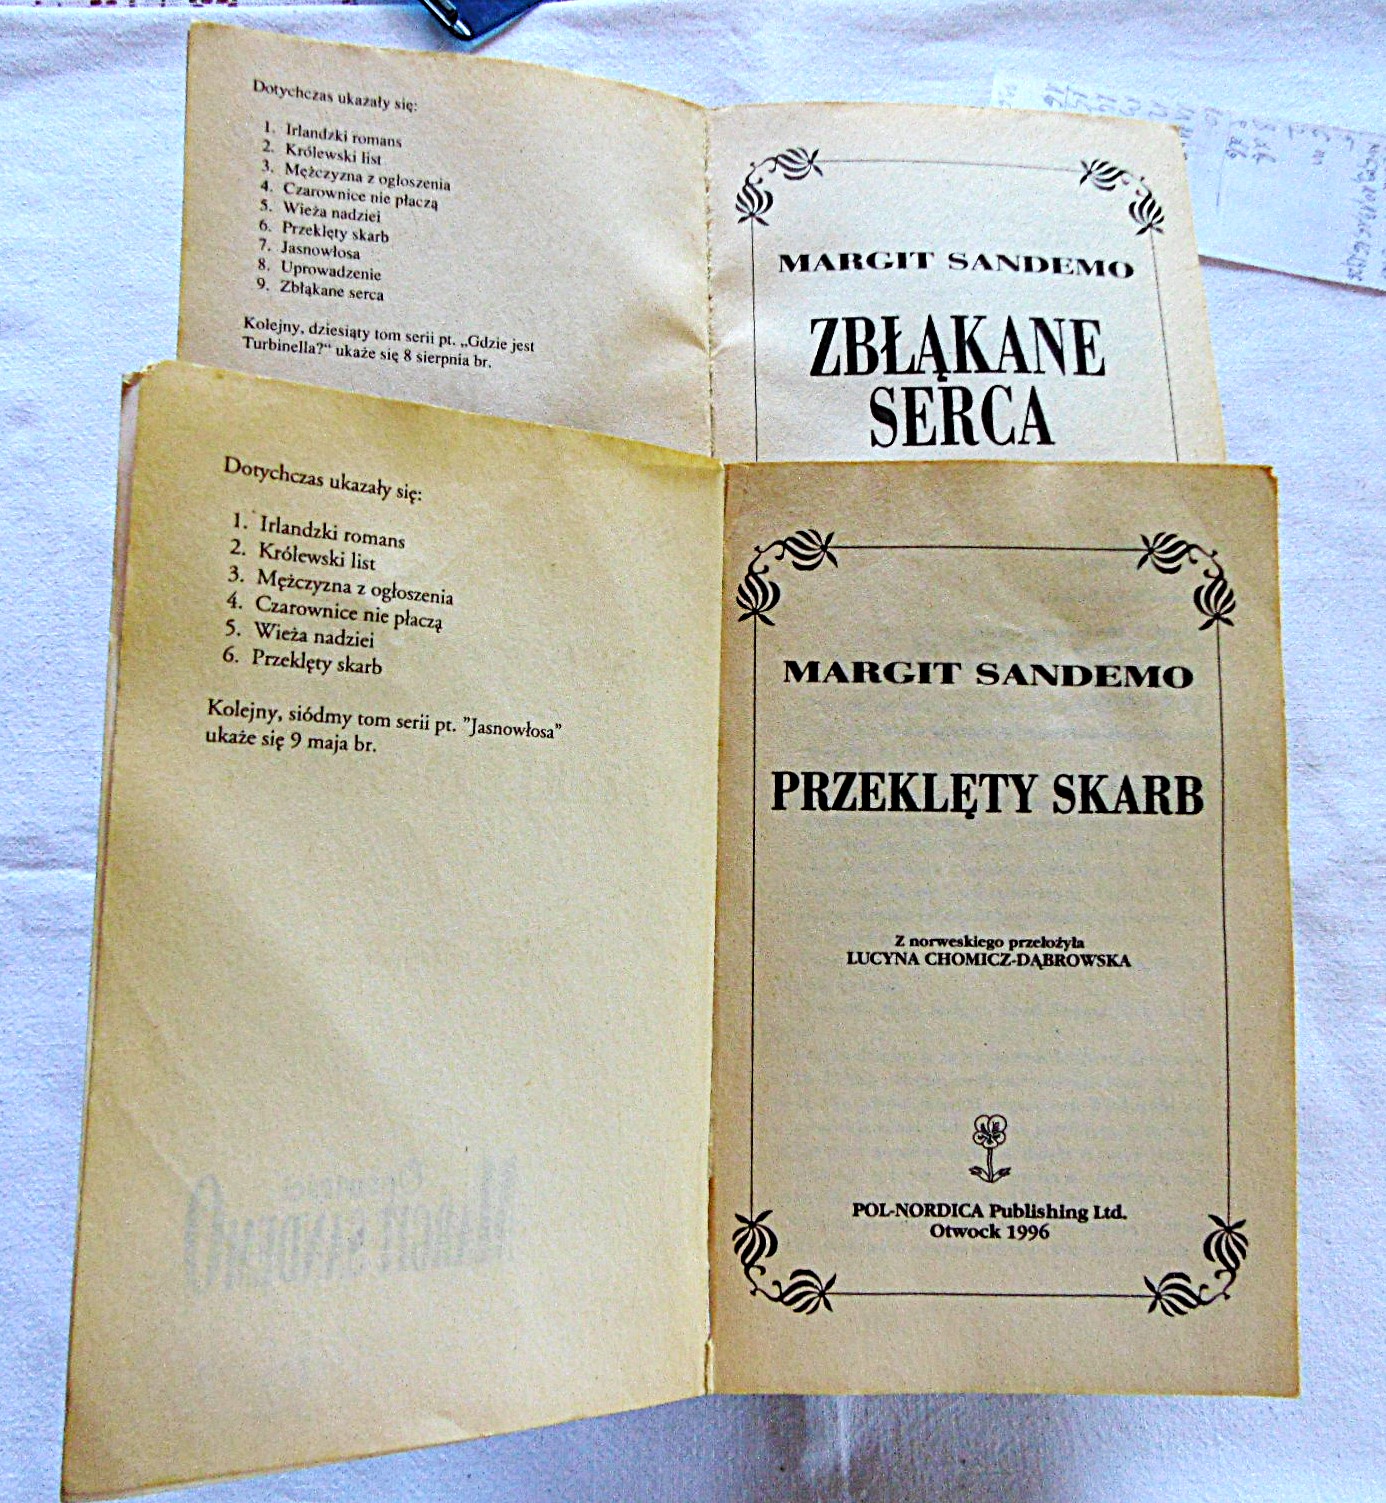 Dotychczas ukazały się:
1. Irlandzki romans
2. Królewski list
3. Mężczyzna z ogłoszenia
4. Czarownice nie płaczą
5. Wieża nadziei
6. Przeklęty skarb
7. Jasnowłosa
8. Uprowadzenie
9. Zbłąkane serca
Kolejny, dziesiąty tom serii pt. „Gdzie jest
Turbinella?“ ukaże się 8 sierpnia br.
MARGIT SANDEMO
ZBŁĄKANE
SERCA
Dotychczas ukazały się:
1. Irlandzki romans
2. Królewski list
3. Mężczyzna z ogłoszenia
4. Czarownice nie płaczą
5. Wieża nadziei
6. Przeklęty skarb
Kolejny, siódmy tom serii pt. "Jasnowłosa"
ukaże się 9 maja br.
MARGIT SANDEMO
PRZEKLĘTY SKARB
Z norweskiego przełożyła
LUCYNA CHOMICZ-DĄBROWSKA
POL-NORDICA Publishing Ltd.
Otwock 1996
Opowieści
MARGIT SANDEMO